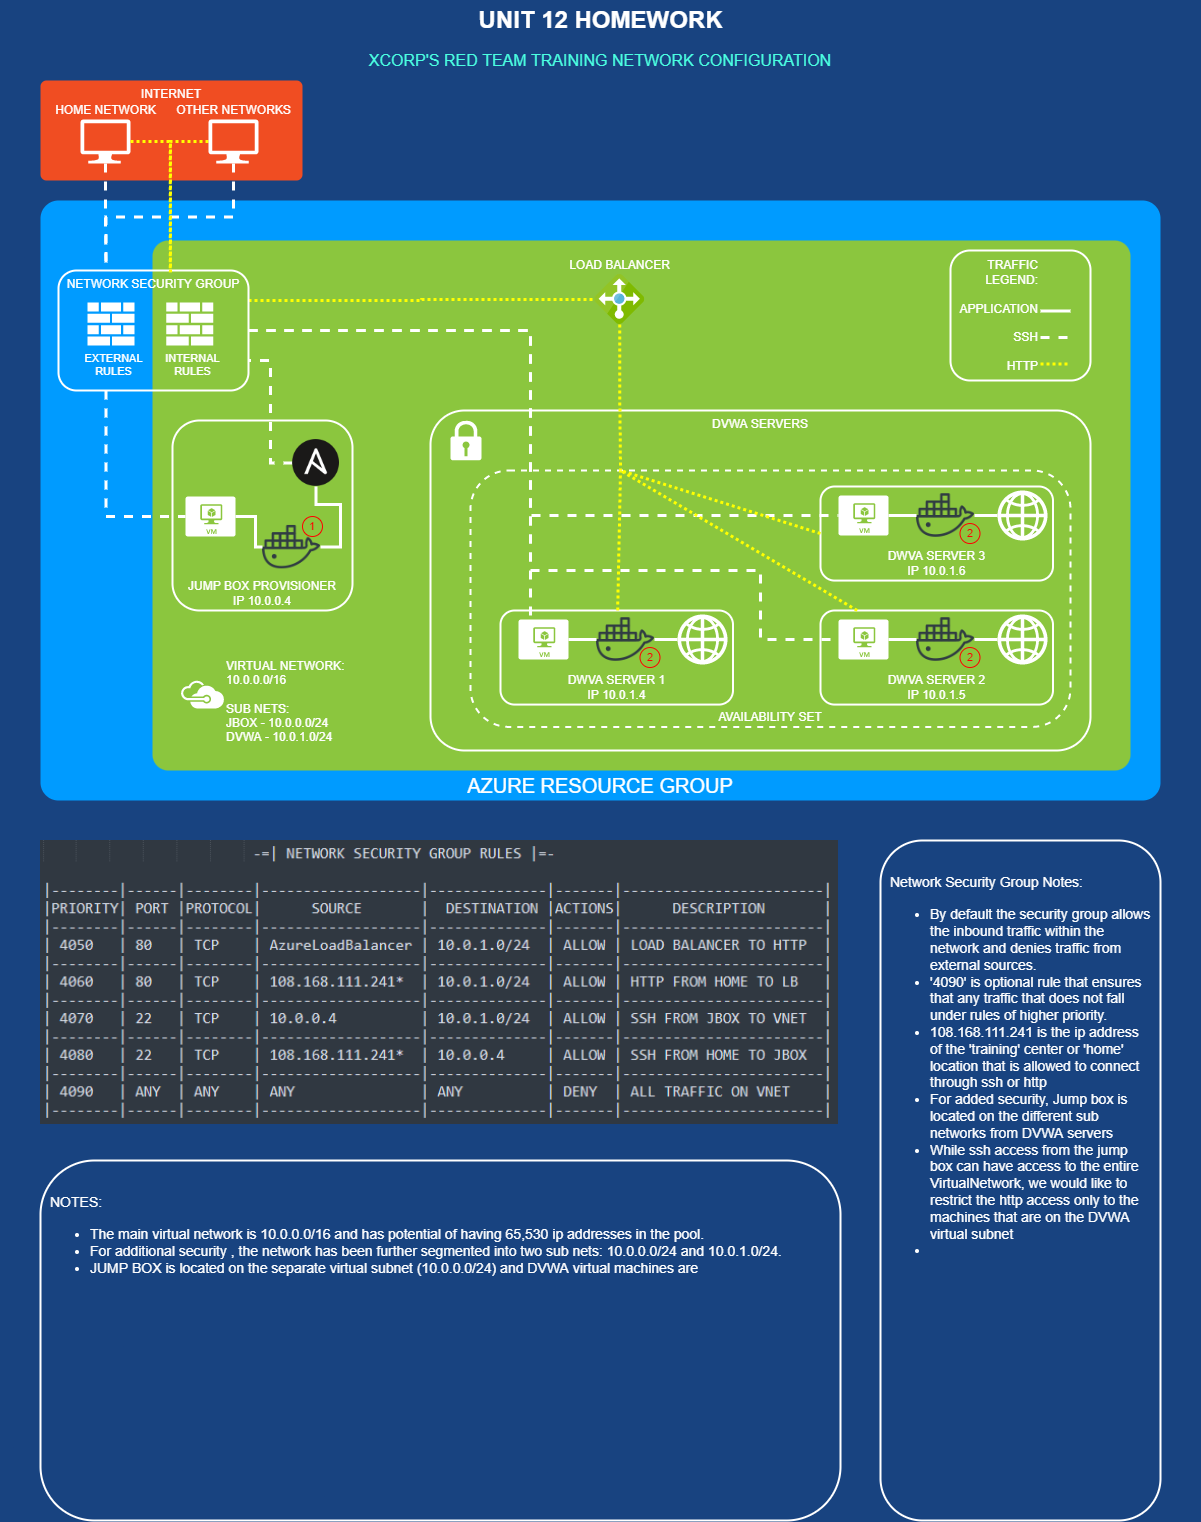 UNIT 12 HOMEWORK
XCORP'S RED TEAM TRAINING NETWORK CONFIGURATION
INTERNET
HOME NETWORK
OTHER NETWORKS
NETWORK SECURITY GROUP
EXTERNAL
RULES
INTERNAL
RULES
LOAD BALANCER
TRAFFIC
LEGEND:
APPLICATION
SSH
HTTP
DVWA SERVERS
VM
1
JUMP BOX PROVISIONER
IP 10.0.0.4
VM
2
DWVA SERVER 3
IP 10.0.1.6
VM
2
DWVA SERVER 1
IP 10.0.1.4
VM
2
DWVA SERVER 2
IP 10.0.1.5
AVAILABILITY SET
VIRTUAL NETWORK:
10.0.0.0/16
SUB NETS:
JBOX - 10.0.0.0/24
DVWA - 10.0.1.0/24
AZURE RESOURCE GROUP
-=| NETWORK SECURITY GROUP RULES |=-
|--------|------|--------|-------------------|--------------|-------|------------------------|
|PRIORITY| PORT |PROTOCOL| SOURCE | DESTINATION |ACTIONS| DESCRIPTION |
|--------|------|--------|-------------------|--------------|-------|------------------------|
| 4050 | 80 | TCP | AzureLoadBalancer | 10.0.1.0/24 | ALLOW | LOAD BALANCER TO HTTP |
|--------|------|--------|-------------------|--------------|-------|------------------------|
| 4060 | 80 | TCP | 108.168.111.241* | 10.0.1.0/24 | ALLOW | HTTP FROM HOME TO LB |
|--------|------|--------|-------------------|--------------|-------|------------------------|
| 4070 | 22 | TCP | 10.0.0.4 | 10.0.1.0/24 | ALLOW | SSH FROM JBOX TO VNET |
|--------|------|--------|-------------------|--------------|-------|------------------------|
| 4080 | 22 | TCP | 108.168.111.241* | 10.0.0.4 | ALLOW | SSH FROM HOME TO JBOX |
|--------|------|--------|-------------------|--------------|-------|------------------------|
| 4090 | ANY | ANY | ANY | ANY | DENY | ALL TRAFFIC ON VNET |
|--------|------|--------|-------------------|--------------|-------|------------------------|
Network Security Group Notes:
• By default the security group allows
the inbound traffic within the
network and denies traffic from
external sources.
• '4090' is optional rule that ensures
that any traffic that does not fall
under rules of higher priority.
• 108.168.111.241 is the ip address
of the 'training' center or 'home'
location that is allowed to connect
through ssh or http
• For added security, Jump box is
located on the different sub
networks from DVWA servers
• While ssh access from the jump
box can have access to the entire
VirtualNetwork, we would like to
restrict the http access only to the
machines that are on the DVWA
virtual subnet
•
NOTES:
• The main virtual network is 10.0.0.0/16 and has potential of having 65,530 ip addresses in the pool.
• For additional security , the network has been further segmented into two sub nets: 10.0.0.0/24 and 10.0.1.0/24.
• JUMP BOX is located on the separate virtual subnet (10.0.0.0/24) and DVWA virtual machines are